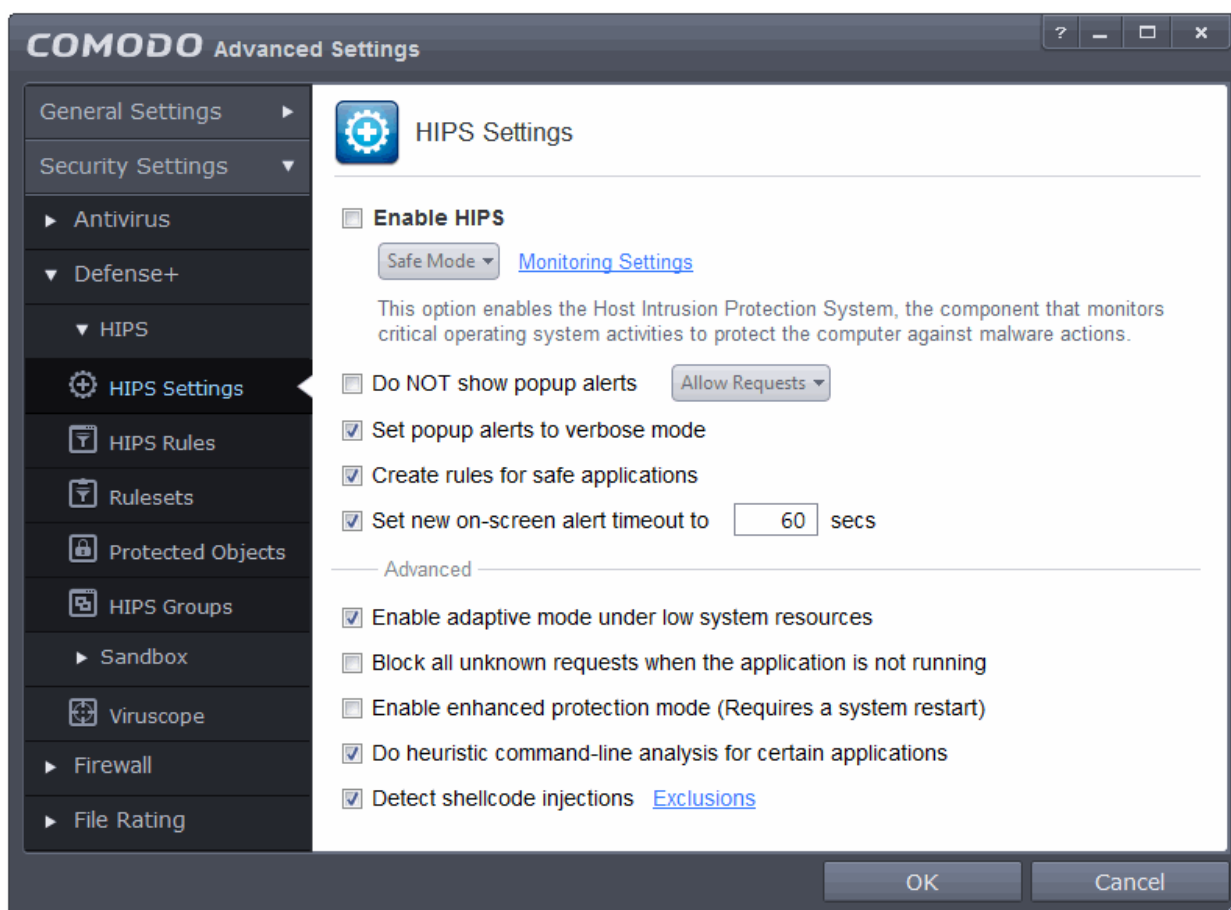 COMODO Advanced Settings
?
General Settings
Security Settings
Antivirus
Defense+
HIPS
HIPS Settings
HIPS Rules
Rulesets
Protected Objects
HIPS Groups
Sandbox
Viruscope
Firewall
File Rating
HIPS Settings
Enable HIPS
Safe Mode Monitoring Settings
This option enables the Host Intrusion Protection System, the component that monitors
critical operating system activities to protect the computer against malware actions.
Do NOT show popup alerts Allow Requests
Set popup alerts to verbose mode
Create rules for safe applications
Set new on-screen alert timeout to 60 secs
Advanced
Enable adaptive mode under low system resources
Block all unknown requests when the application is not running
Enable enhanced protection mode (Requires a system restart)
Do heuristic command-line analysis for certain applications
Detect shellcode injections Exclusions
OK Cancel